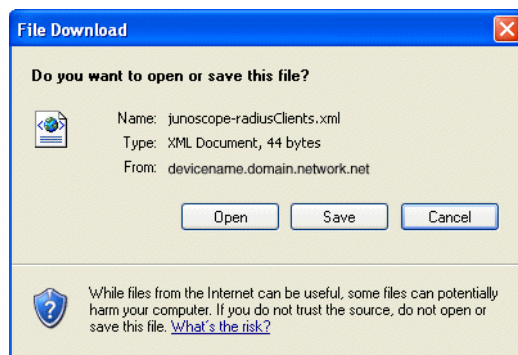 File Download
Do you want to open or save this file?
Name: junoscope-radiusClients.xml
Type: XML Document, 44 bytes
From: devicename.domain.network.net
Open Save Cancel
While files from the Internet can be useful, some files can potentially
harm your computer. If you do not trust the source, do not open or
save this file. What's the risk?